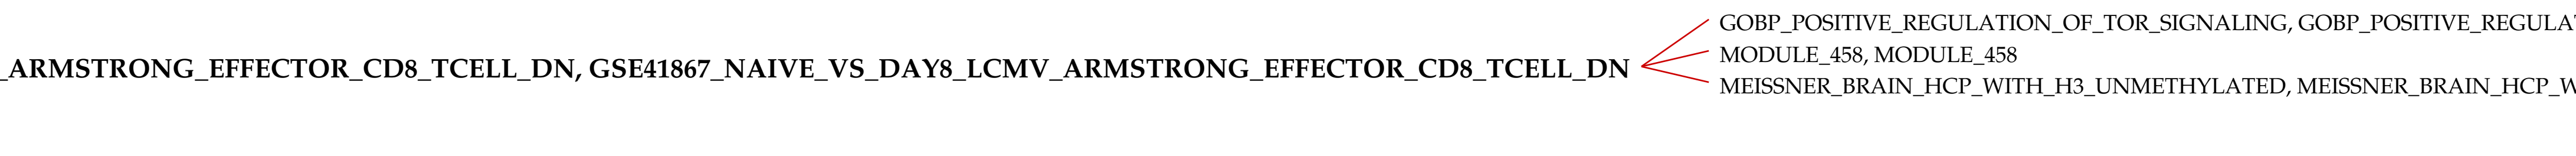 _ARMSTRONG_EFFECTOR_CD8_TCELL_DN, GSE41867_NAIVE_VS_DAY8_LCMV_ARMSTRONG_EFFECTOR_CD8_TCELL_DN
GOBP_POSITIVE_REGULATION_OF_TOR_SIGNALING, GOBP_POSITIVE_REGULAT
MODULE_458, MODULE_458
MEISSNER_BRAIN_HCP_WITH_H3_UNMETHYLATED, MEISSNER_BRAIN_HCP_W